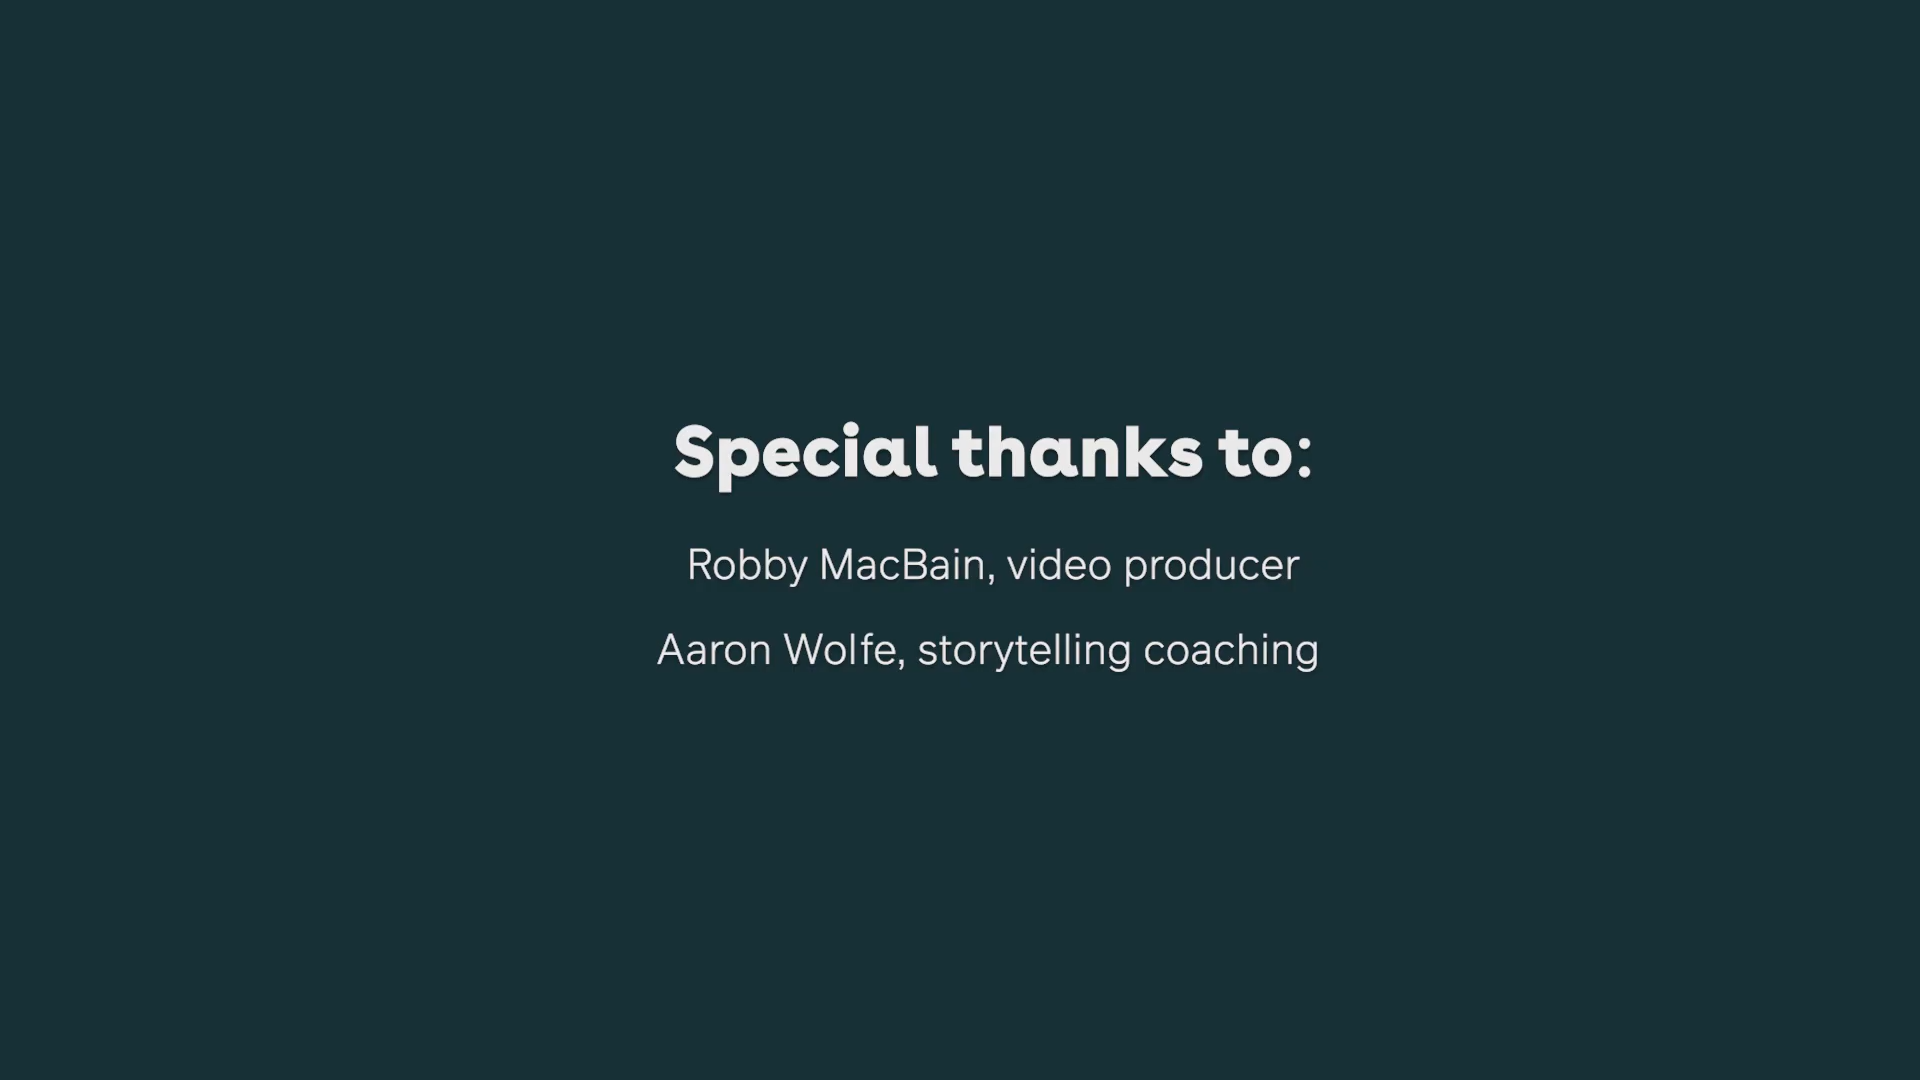 Special thanks to:
Robby MacBain, video producer
Aaron Wolfe, storytelling coaching